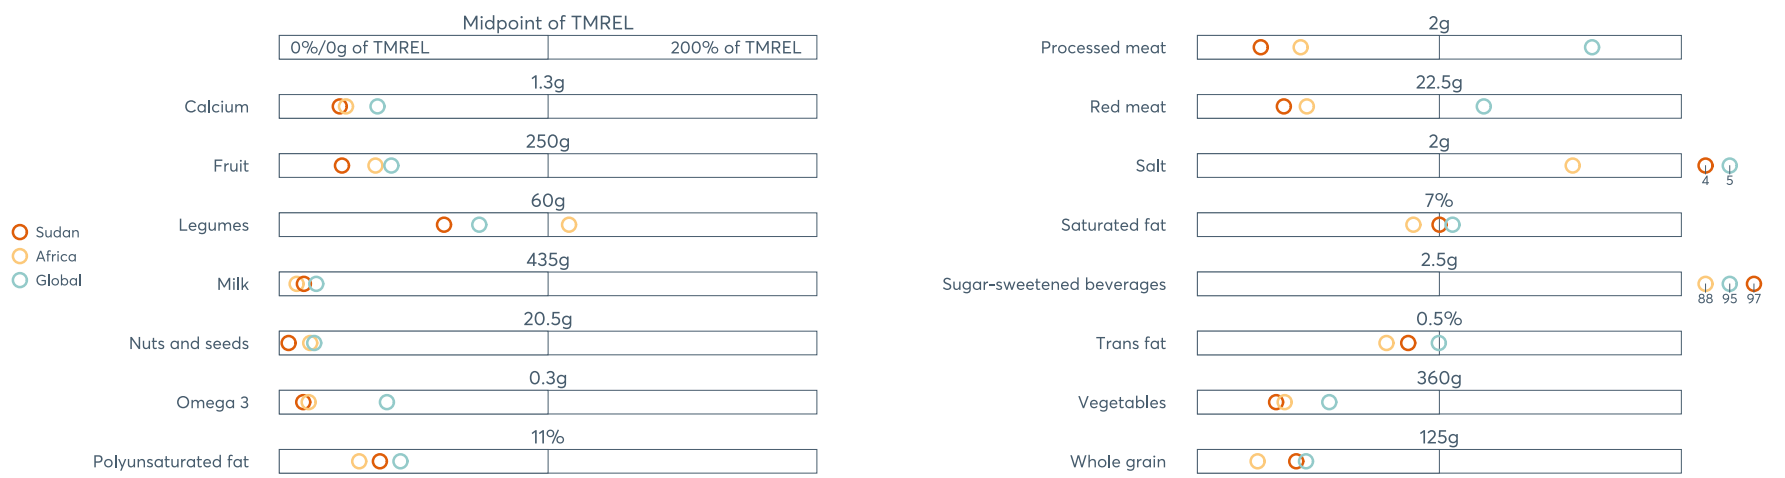 Midpoint of TMREL
0%/0g of TMREL 200% of TMREL
1.3g
Calcium
250g
Fruit
60g
Legumes
435g
Milk
20.5g
Nuts and seeds
0.3g
Omega 3
11%
Polyunsaturated fat
Sudan
Africa
Global
2g
Processed meat
22.5g
Red meat
2g
Salt
4 5
7%
Saturated fat
2.5g
Sugar-sweetened beverages
88 95 97
0.5%
Trans fat
360g
Vegetables
125g
Whole grain